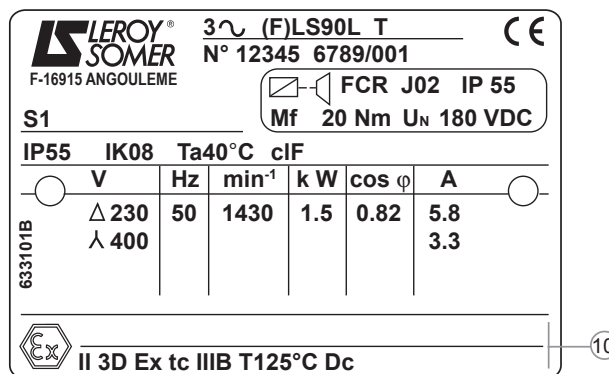 LEROY®
SOMER
F-16915 ANGOULEME
3∿ (F)LS90L T
N° 12345 6789/001
CE
FCR J02 IP 55
Mf 20 Nm UN 180 VDC
S1
IP55 IK08 Ta40°C clF
V Hz min-1 k W cos φ A
Δ 230 50 1430 1.5 0.82 5.8
⅄ 400 3.3
633101B
Ex
II 3D Ex tc IIIB T125°C Dc